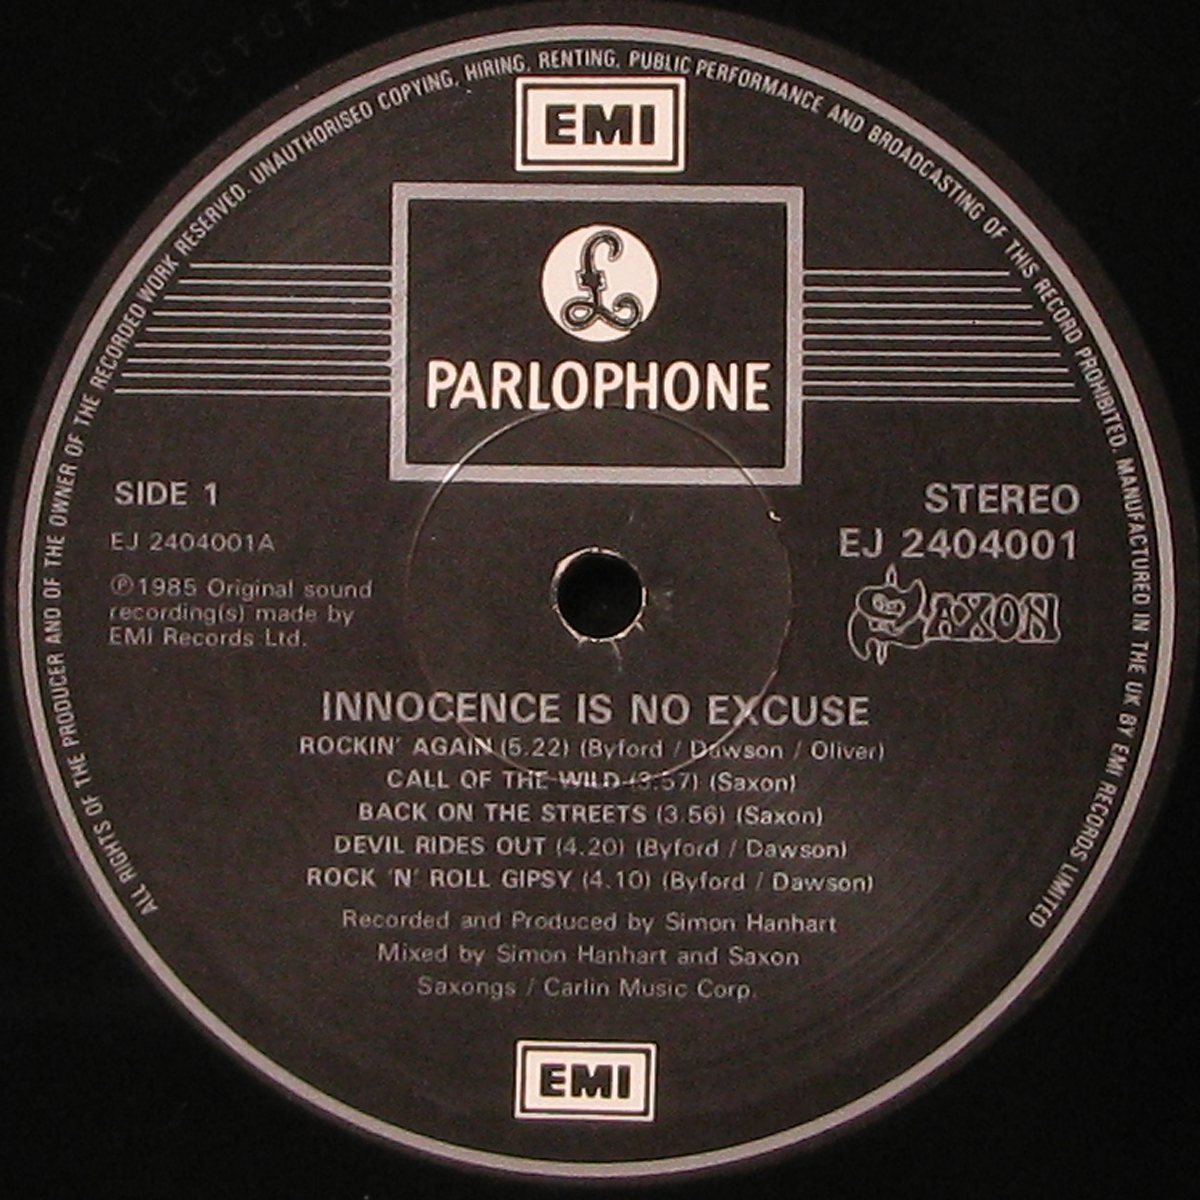 ALL RIGHTS OF THE PRODUCER AND OF THE OWNER OF THE RECORDED WORK RESERVED. UNAUTHORISED COPYING, HIRING, RENTING, PUBLIC PERFORMANCE AND BROADCASTING OF THIS RECORD PROHIBITED. MANUFACTURED IN THE UK BY EMI RECORDS LIMITED
EMI
£
PARLOPHONE
SIDE 1
EJ 2404001A
℗1985 Original sound
recording(s) made by
EMI Records Ltd.
STEREO
EJ 2404001
SAXON
INNOCENCE IS NO EXCUSE
ROCKIN' AGAIN (5.22) (Byford / Dawson / Oliver)
CALL OF THE WILD (3.57) (Saxon)
BACK ON THE STREETS (3.56) (Saxon)
DEVIL RIDES OUT (4.20) (Byford / Dawson)
ROCK 'N' ROLL GIPSY (4.10) (Byford / Dawson)
Recorded and Produced by Simon Hanhart
Mixed by Simon Hanhart and Saxon
Saxongs / Carlin Music Corp.
EMI